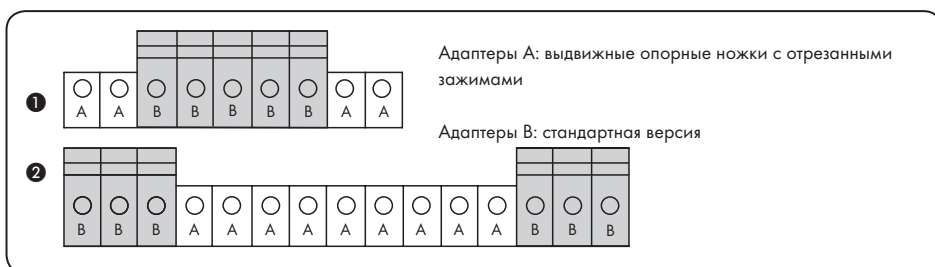 Адаптеры А: выдвижные опорные ножки с отрезанными
зажимами
❶
A A B B B B B A A
Адаптеры В: стандартная версия
❷
B B B A A A A A A A A A B B B